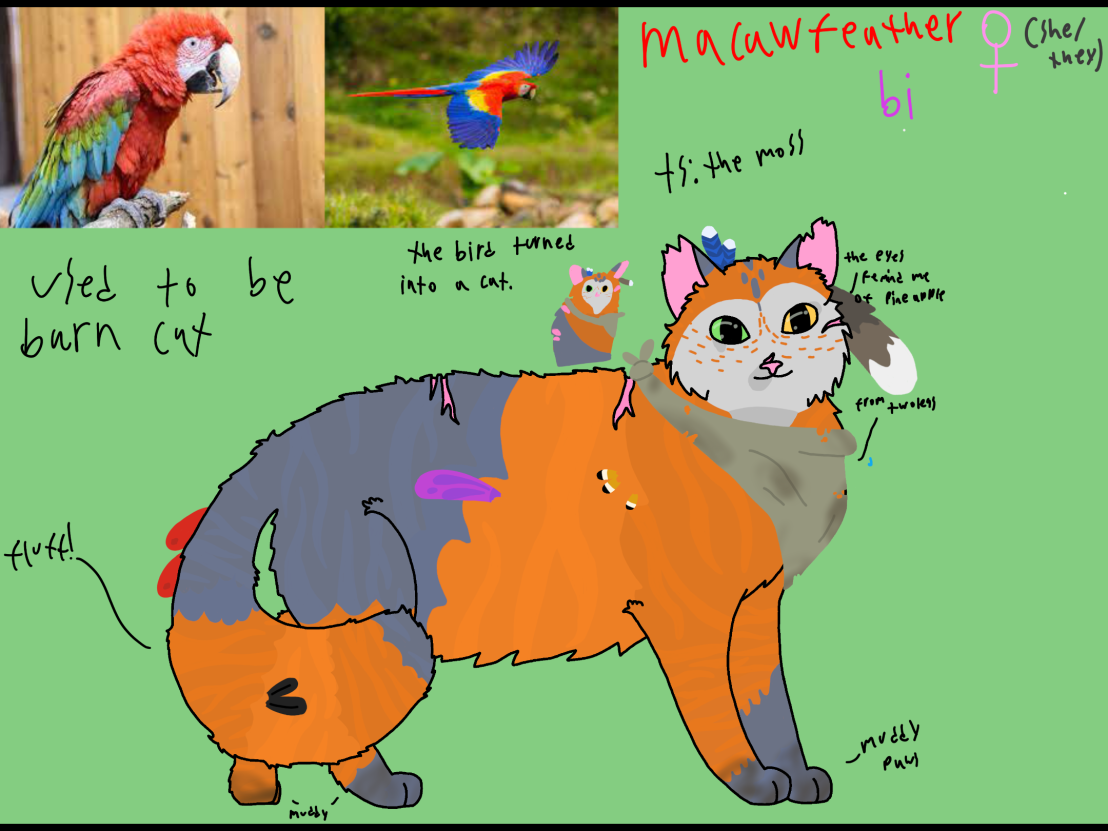 macawfeather
(she/
they)
bi
ts: the moss
the bird turned
into a cat.
used to be
barn cat
the eyes
remind me
of pineapple
from twolegs
fluff!
muddy
paws
muddy